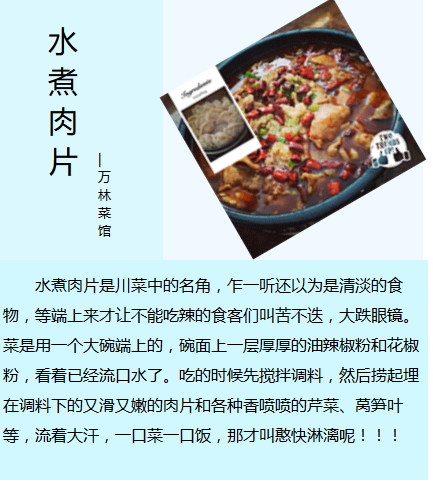 水煮肉片
|万林菜馆
Ingredients
TWO
THUMBS
UP!
水煮肉片是川菜中的名角，乍一听还以为是清淡的食
物，等端上来才让不能吃辣的食客们叫苦不迭，大跌眼镜。
菜是用一个大碗端上的，碗面上一层厚厚的油辣椒粉和花椒
粉，看着已经流口水了。吃的时候先搅拌调料，然后捞起埋
在调料下的又滑又嫩的肉片和各种香喷喷的芹菜、莴笋叶
等，流着大汗，一口菜一口饭，那才叫憨快淋漓呢！！！